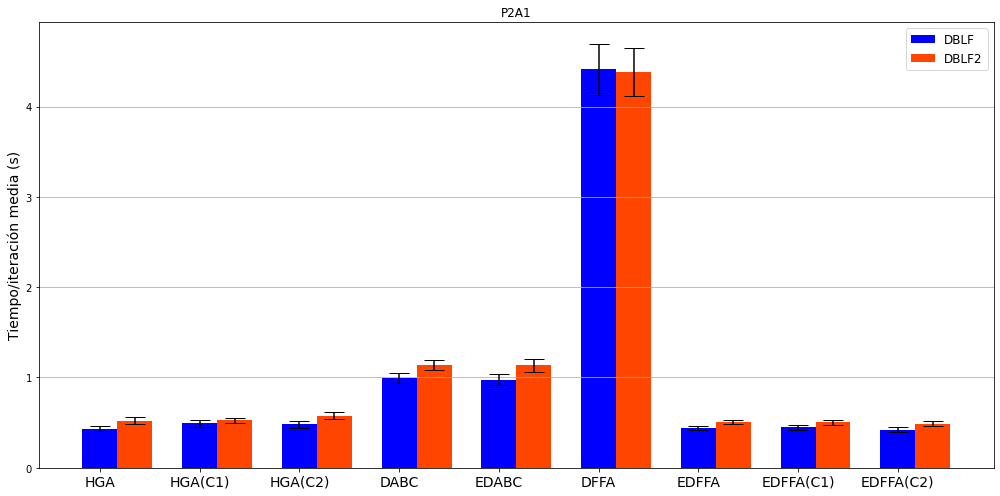 P2A1
DBLF
DBLF2
Tiempo/iteración media (s)
4
3
2
1
0
HGA HGA(C1) HGA(C2) DABC EDABC DFFA EDFFA EDFFA(C1) EDFFA(C2)